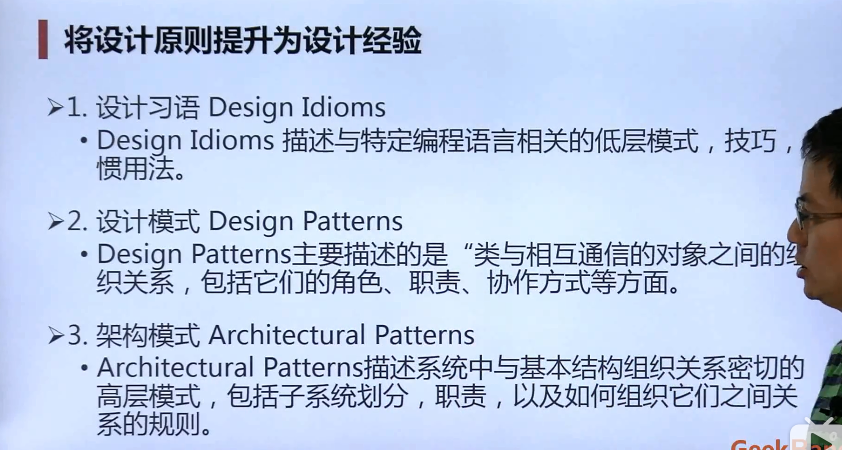 将设计原则提升为设计经验
➢1. 设计习语 Design Idioms
• Design Idioms 描述与特定编程语言相关的低层模式，技巧，
惯用法。
➢2. 设计模式 Design Patterns
• Design Patterns主要描述的是“类与相互通信的对象之间的组
织关系，包括它们的角色、职责、协作方式等方面。
➢3. 架构模式 Architectural Patterns
• Architectural Patterns描述系统中与基本结构组织关系密切的
高层模式，包括子系统划分，职责，以及如何组织它们之间关
系的规则。